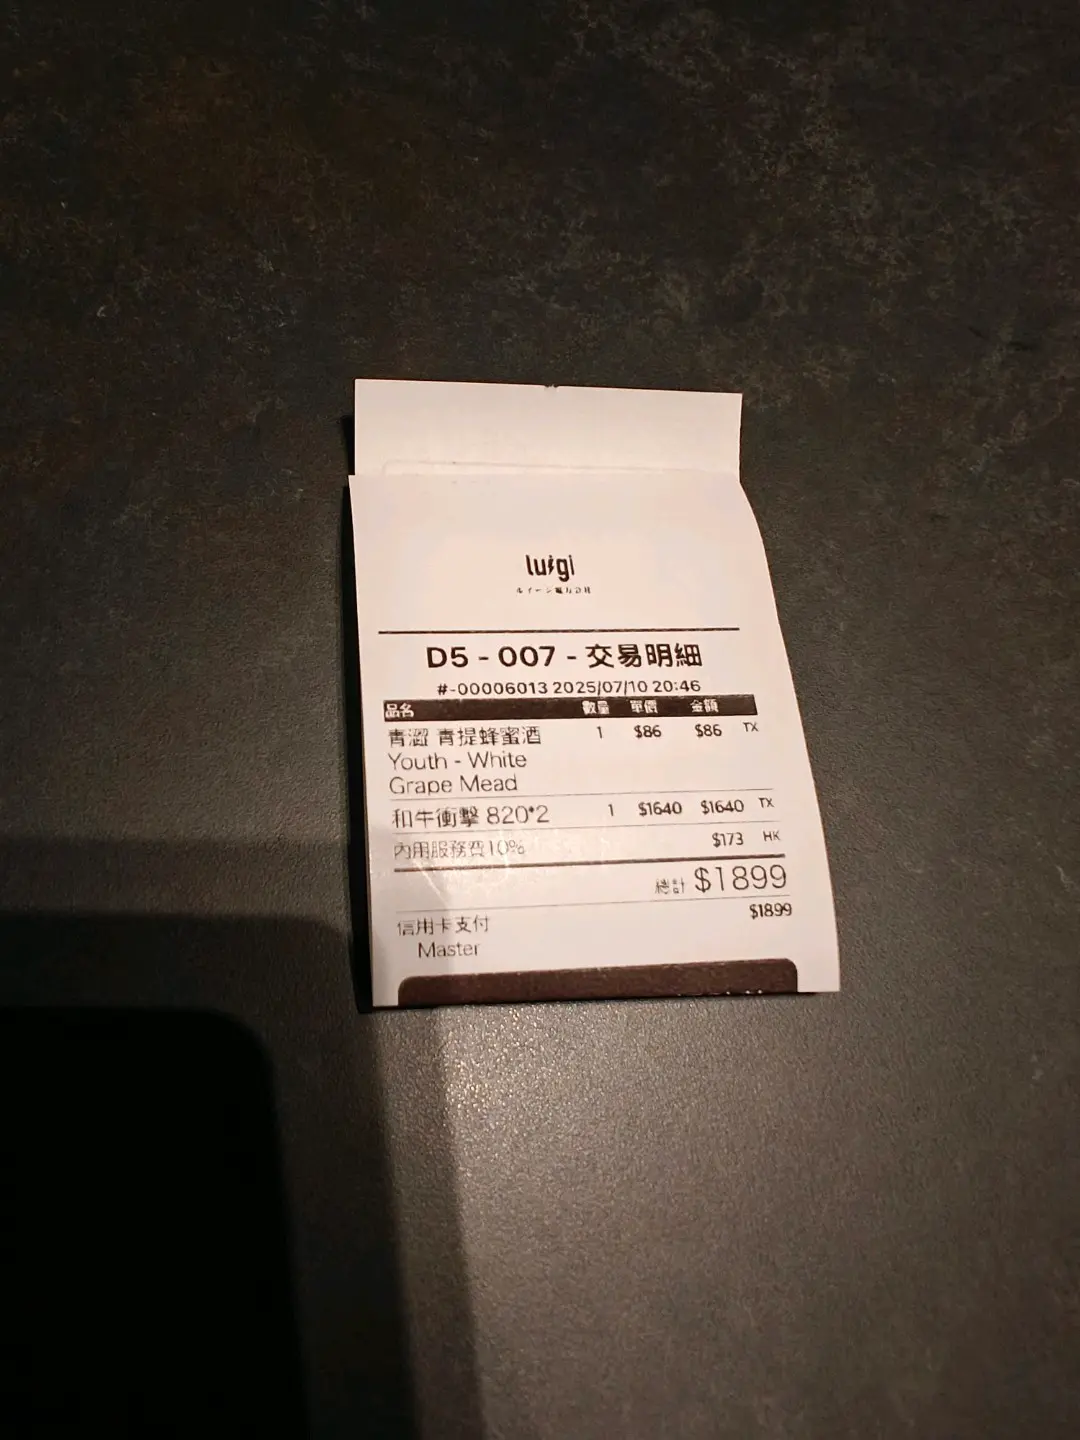 luigi
D5 - 007 - 交易明細
#-00006013 2025/07/10 20:46
品名 數量 單價 金額
青澀 青提蜂蜜酒 1 $86 $86 TX
Youth - White
Grape Mead
和牛衝擊 820*2 1 $1640 $1640 TX
內用服務費10% $173 HK
總計 $1899
信用卡支付 $1899
Master